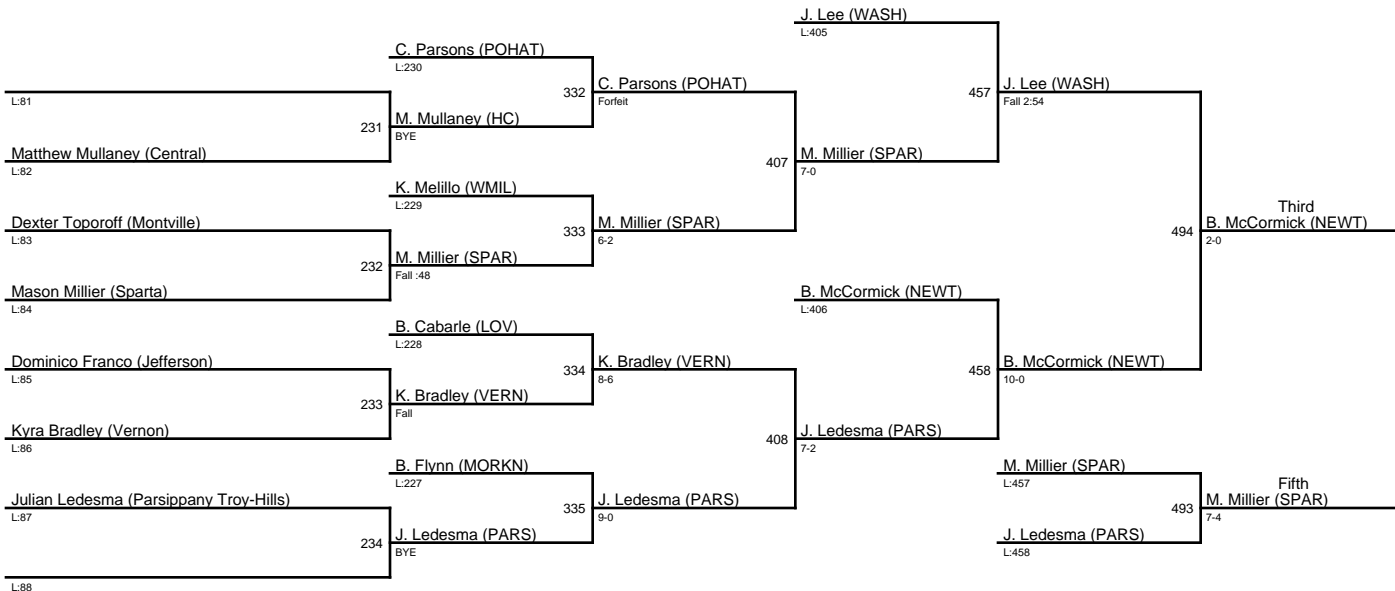 J. Lee (WASH)
L:405
C. Parsons (POHAT)
L:230
332
C. Parsons (POHAT)
Forfeit
457
J. Lee (WASH)
Fall 2:54
L:81
231
M. Mullaney (HC)
BYE
Matthew Mullaney (Central)
L:82
407
M. Millier (SPAR)
7-0
K. Melillo (WMIL)
L:229
Dexter Toporoff (Montville)
L:83
333
M. Millier (SPAR)
6-2
494
Third
B. McCormick (NEWT)
2-0
232
M. Millier (SPAR)
Fall :48
Mason Millier (Sparta)
L:84
B. McCormick (NEWT)
L:406
B. Cabarle (LOV)
L:228
Dominico Franco (Jefferson)
L:85
334
K. Bradley (VERN)
8-6
458
B. McCormick (NEWT)
10-0
233
K. Bradley (VERN)
Fall
Kyra Bradley (Vernon)
L:86
408
J. Ledesma (PARS)
7-2
B. Flynn (MORKN)
L:227
M. Millier (SPAR)
L:457
Julian Ledesma (Parsippany Troy-Hills)
L:87
335
J. Ledesma (PARS)
9-0
493
Fifth
M. Millier (SPAR)
7-4
234
J. Ledesma (PARS)
BYE
J. Ledesma (PARS)
L:458
L:88